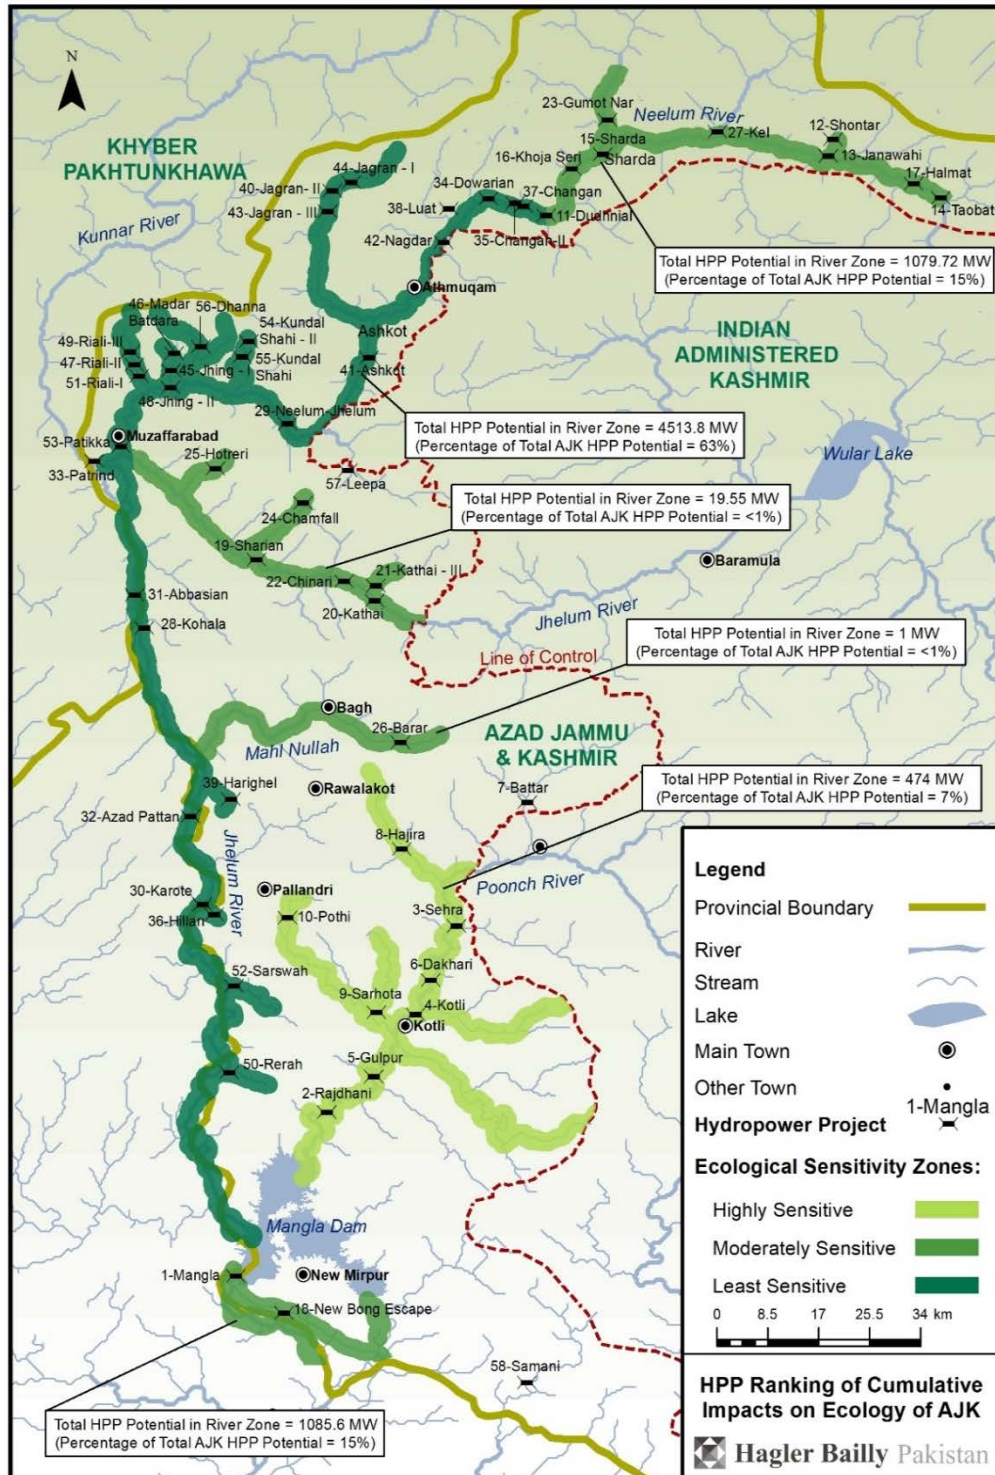 N
KHYBER
PAKHTUNKHAWA
Kunnar River
23-Gumot Nar
Neelum River
15-Sharda
Sharda
27-Kel
12-Shontar
13-Janawahi
16-Khoja Seri
17-Halmat
14-Taobat
44-Jagran - I
40-Jagran- II
43-Jagran - III
34-Dowarian
37-Changan
38-Luat
11-Dudhnial
35-Changan-II
42-Nagdar
Total HPP Potential in River Zone = 1079.72 MW
(Percentage of Total AJK HPP Potential = 15%)
Athmuqam
46-Madar
Batdara
56-Dhanna
54-Kundal
Shahi - II
49-Riali-III
47-Riali-II
51-Riali-I
45-Jhing - I
55-Kundal
Shahi
48-Jhing - II
Ashkot
41-Ashkot
INDIAN
ADMINISTERED
KASHMIR
29-Neelum-Jhelum
Total HPP Potential in River Zone = 4513.8 MW
(Percentage of Total AJK HPP Potential = 63%)
Muzaffarabad
53-Patikka
33-Patrind
25-Hotreri
57-Leepa
Wular Lake
Total HPP Potential in River Zone = 19.55 MW
(Percentage of Total AJK HPP Potential = <1%)
24-Chamfall
19-Sharian
Baramula
22-Chinari
21-Kathai - III
20-Kathai
31-Abbasian
28-Kohala
Jhelum River
Total HPP Potential in River Zone = 1 MW
(Percentage of Total AJK HPP Potential = <1%)
Line of Control
Bagh
26-Barar
Mahl Nullah
AZAD JAMMU
& KASHMIR
Total HPP Potential in River Zone = 474 MW
(Percentage of Total AJK HPP Potential = 7%)
39-Harighel
Rawalakot
7-Battar
32-Azad Pattan
8-Hajira
Jhelum River
Poonch River
Pallandri
30-Karote
36-Hillan
10-Pothi
3-Sehra
52-Sarswah
6-Dakhari
9-Sarhota
4-Kotli
Kotli
50-Rerah
5-Gulpur
2-Rajdhani
Mangla Dam
1-Mangla
New Mirpur
18-New Bong Escape
58-Samani
Total HPP Potential in River Zone = 1085.6 MW
(Percentage of Total AJK HPP Potential = 15%)
Legend
Provincial Boundary
River
Stream
Lake
Main Town
Other Town
Hydropower Project
1-Mangla
Ecological Sensitivity Zones:
Highly Sensitive
Moderately Sensitive
Least Sensitive
0 8.5 17 25.5 34 km
HPP Ranking of Cumulative
Impacts on Ecology of AJK
Hagler Bailly Pakistan